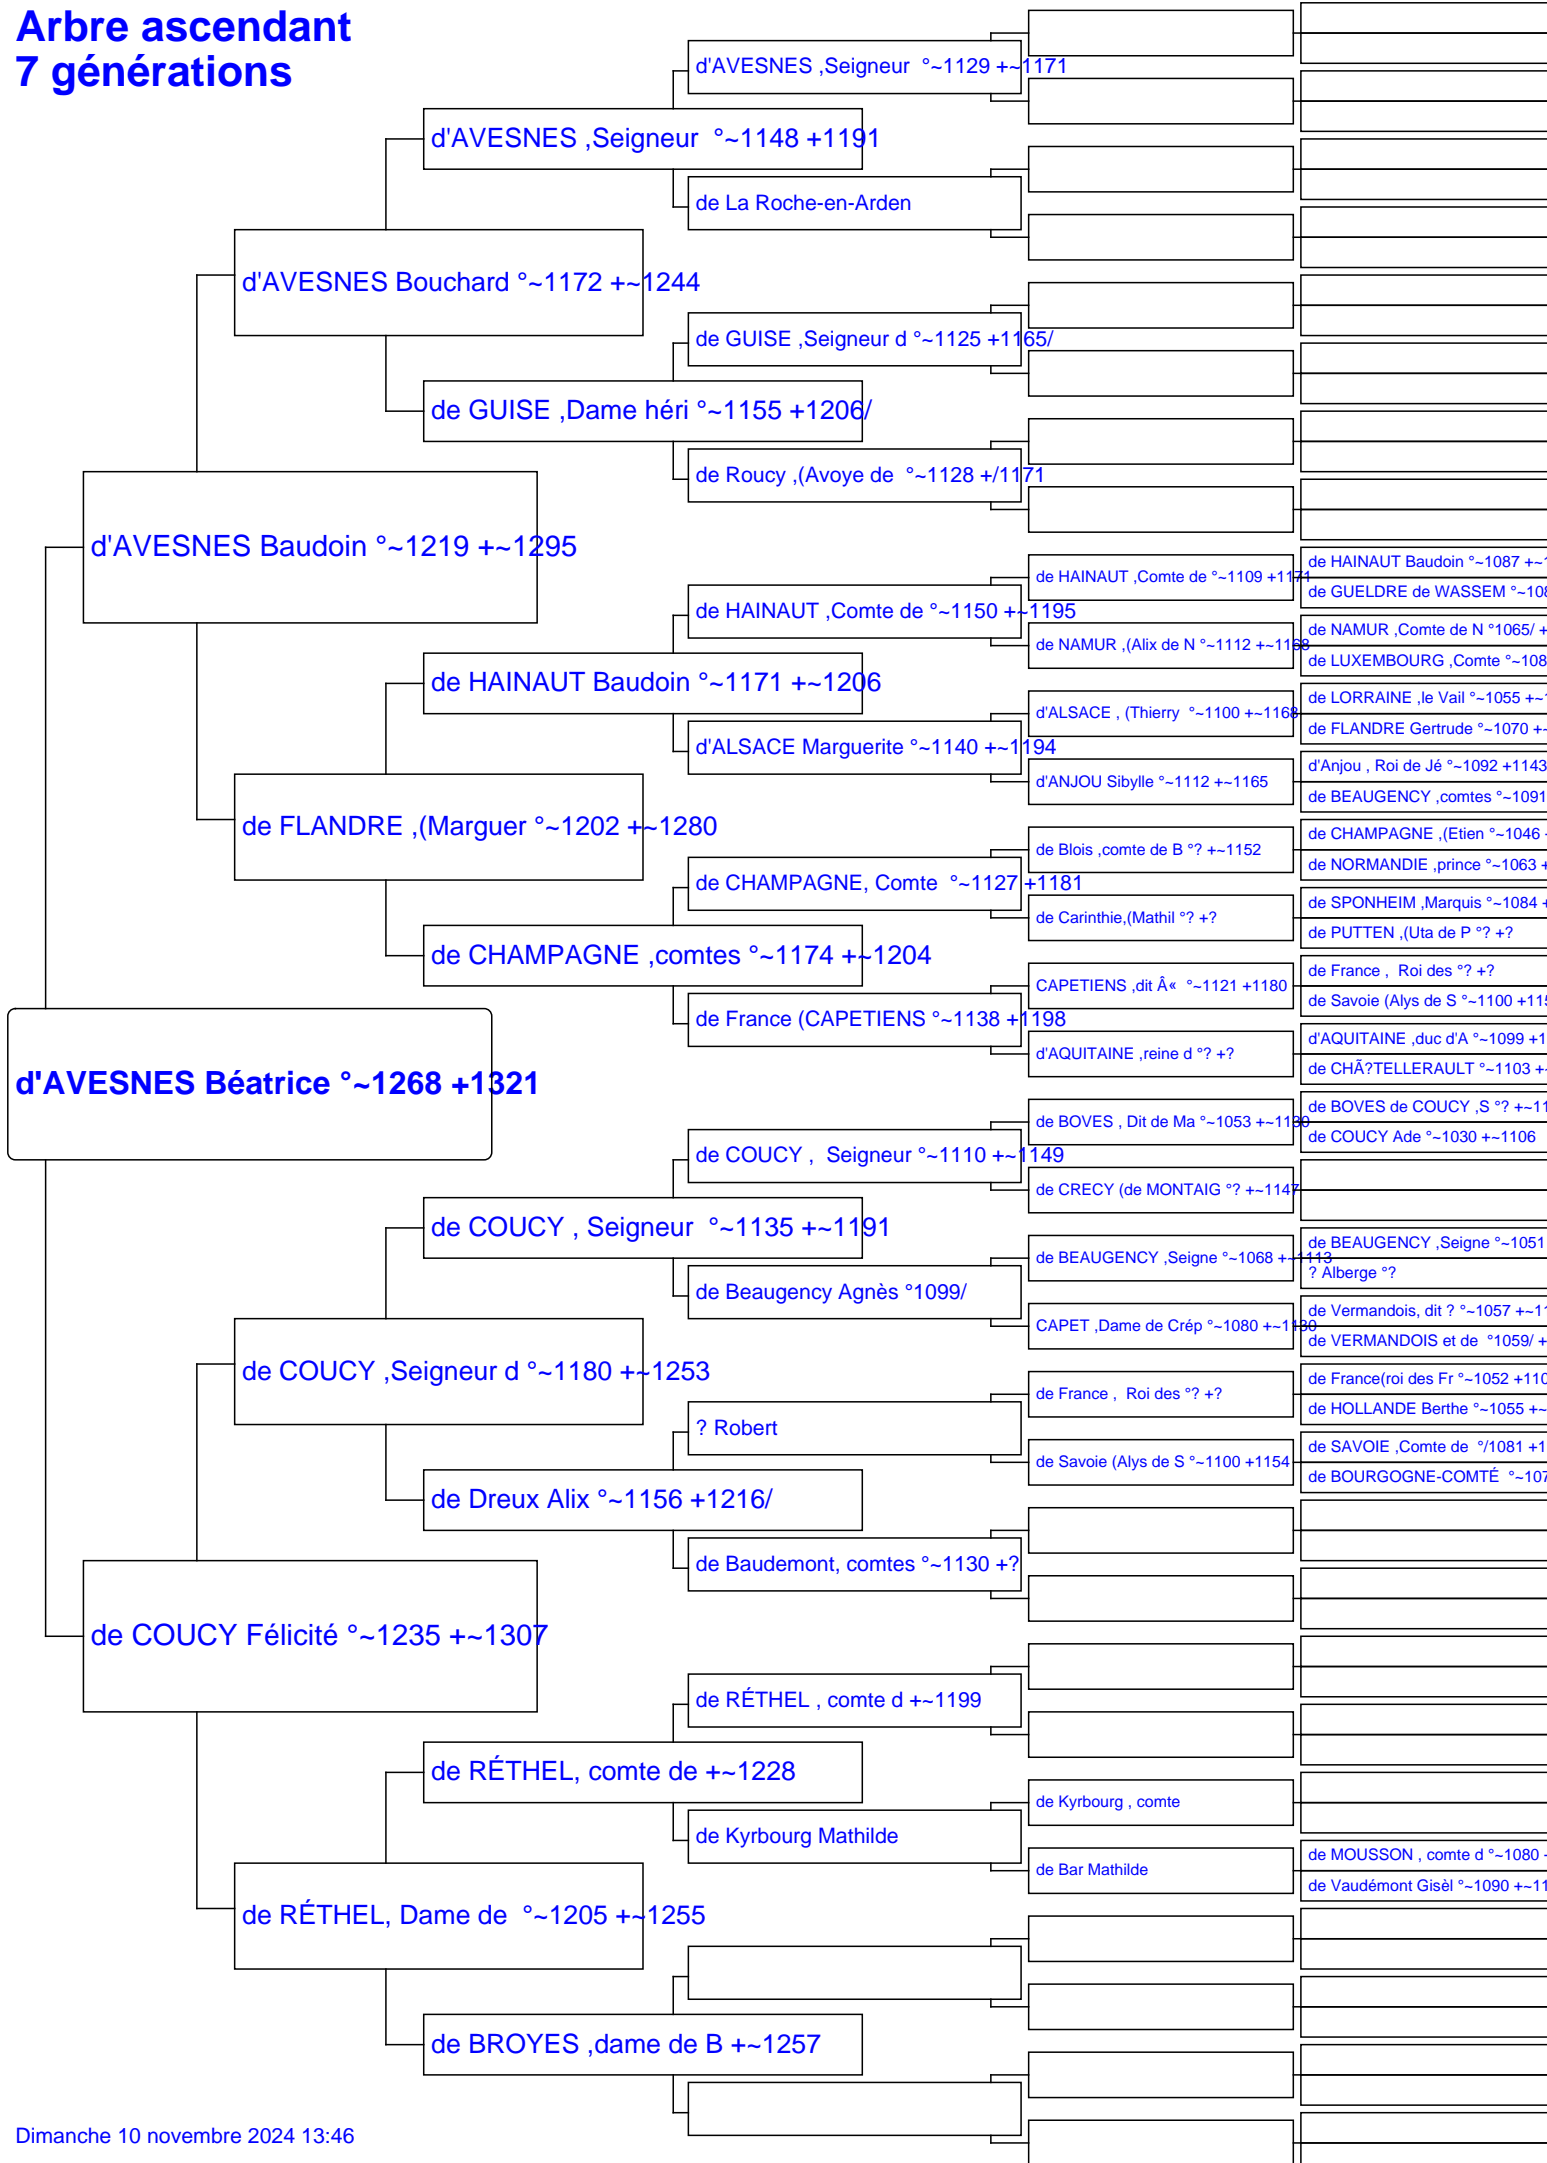 Arbre ascendant
7 générations
d'AVESNES ,Seigneur °~1129 +~1171
d'AVESNES ,Seigneur °~1148 +1191
de La Roche-en-Arden
d'AVESNES Bouchard °~1172 +~1244
de GUISE ,Seigneur d °~1125 +1165/
de GUISE ,Dame héri °~1155 +1206/
de Roucy ,(Avoye de °~1128 +/1171
d'AVESNES Baudoin °~1219 +~1295
de HAINAUT Baudoin °~1087 +~1
de HAINAUT ,Comte de °~1109 +1171
de GUELDRE de WASSEM °~108
de HAINAUT ,Comte de °~1150 +~1195
de NAMUR ,Comte de N °1065/ +
de NAMUR ,(Alix de N °~1112 +~1168
de LUXEMBOURG ,Comte °~108
de HAINAUT Baudoin °~1171 +~1206
de LORRAINE ,le Vail °~1055 +~1
d'ALSACE , (Thierry °~1100 +~1168
de FLANDRE Gertrude °~1070 +~
d'ALSACE Marguerite °~1140 +~1194
d'Anjou , Roi de Jé °~1092 +1143
d'ANJOU Sibylle °~1112 +~1165
de BEAUGENCY ,comtes °~1091
de FLANDRE ,(Marguer °~1202 +~1280
de CHAMPAGNE ,(Etien °~1046
de Blois ,comte de B °? +~1152
de NORMANDIE ,prince °~1063 +
de CHAMPAGNE, Comte °~1127 +1181
de SPONHEIM ,Marquis °~1084 +
de Carinthie,(Mathil °? +?
de PUTTEN ,(Uta de P °? +?
de CHAMPAGNE ,comtes °~1174 +~1204
de France , Roi des °? +?
CAPETIENS ,dit Â« °~1121 +1180
de Savoie (Alys de S °~1100 +115
de France (CAPETIENS °~1138 +1198
d'AQUITAINE ,duc d'A °~1099 +1
d'AQUITAINE ,reine d °? +?
de CHÃ?TELLERAULT °~1103 +~
d'AVESNES Béatrice °~1268 +1321
de BOVES de COUCY ,S °? +~11
de BOVES , Dit de Ma °~1053 +~1130
de COUCY Ade °~1030 +~1106
de COUCY , Seigneur °~1110 +~1149
de CRECY (de MONTAIG °? +~1147
de COUCY , Seigneur °~1135 +~1191
de BEAUGENCY ,Seigne °~1051
de BEAUGENCY ,Seigne °~1068 +~1113
? Alberge °?
de Beaugency Agnès °1099/
de Vermandois, dit ? °~1057 +~11
CAPET ,Dame de Crép °~1080 +~1130
de VERMANDOIS et de °1059/ +
de COUCY ,Seigneur d °~1180 +~1253
de France(roi des Fr °~1052 +110
de France , Roi des °? +?
de HOLLANDE Berthe °~1055 +~
? Robert
de SAVOIE ,Comte de °/1081 +1
de Savoie (Alys de S °~1100 +1154
de BOURGOGNE-COMTÉ °~107
de Dreux Alix °~1156 +1216/
de Baudemont, comtes °~1130 +?
de COUCY Félicité °~1235 +~1307
de RÉTHEL , comte d +~1199
de RÉTHEL, comte de +~1228
de Kyrbourg , comte
de Kyrbourg Mathilde
de MOUSSON , comte d °~1080
de Bar Mathilde
de Vaudémont Gisèl °~1090 +~11
de RÉTHEL, Dame de °~1205 +~1255
de BROYES ,dame de B +~1257
Dimanche 10 novembre 2024 13:46